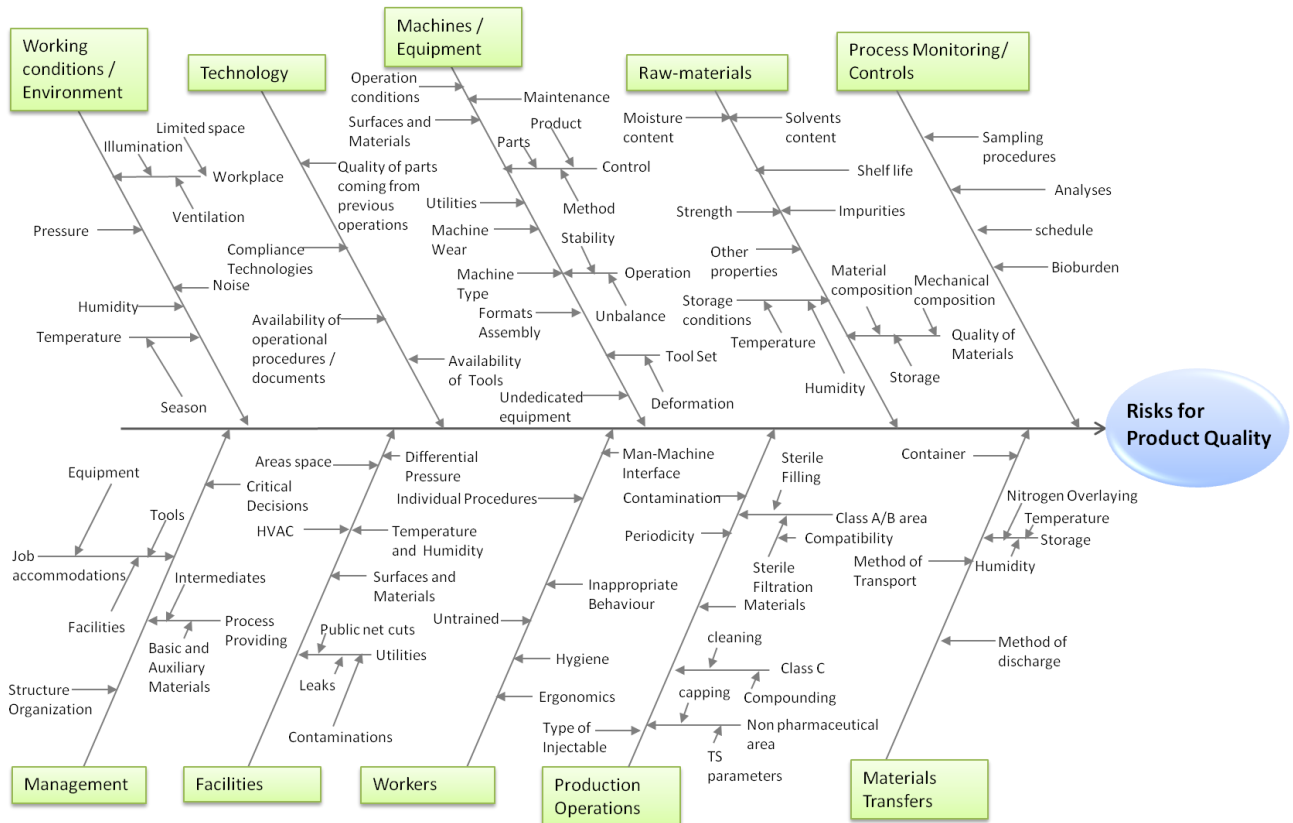 Working
conditions /
Environment
Technology
Machines /
Equipment
Raw-materials
Process Monitoring/
Controls
Limited space
Illumination
Workplace
Ventilation
Pressure
Noise
Humidity
Temperature
Season
Quality of parts
coming from
previous
operations
Compliance
Technologies
Availability of
operational
procedures /
documents
Availability
of Tools
Operation
conditions
Maintenance
Surfaces and
Materials
Product
Parts
Control
Method
Utilities
Machine
Wear
Stability
Machine
Type
Operation
Unbalance
Formats
Assembly
Tool Set
Deformation
Undedicated
equipment
Moisture
content
Solvents
content
Shelf life
Strength
Impurities
Other
properties
Storage
conditions
Temperature
Humidity
Material
composition
Mechanical
composition
Quality of
Materials
Storage
Sampling
procedures
Analyses
schedule
Bioburden
Risks for
Product Quality
Equipment
Critical
Decisions
Tools
Job
accommodations
Facilities
Intermediates
Process
Providing
Basic and
Auxiliary
Materials
Structure
Organization
Areas space
Differential
Pressure
HVAC
Temperature
and Humidity
Surfaces and
Materials
Public net cuts
Utilities
Leaks
Contaminations
Man-Machine
Interface
Individual Procedures
Inappropriate
Behaviour
Untrained
Hygiene
Ergonomics
Sterile
Filling
Contamination
Class A/B area
Periodicity
Compatibility
Sterile
Filtration
Materials
cleaning
Class C
Compounding
capping
Type of
Injectable
Non pharmaceutical
area
TS
parameters
Container
Nitrogen Overlaying
Temperature
Storage
Humidity
Method of
Transport
Method of
discharge
Management
Facilities
Workers
Production
Operations
Materials
Transfers